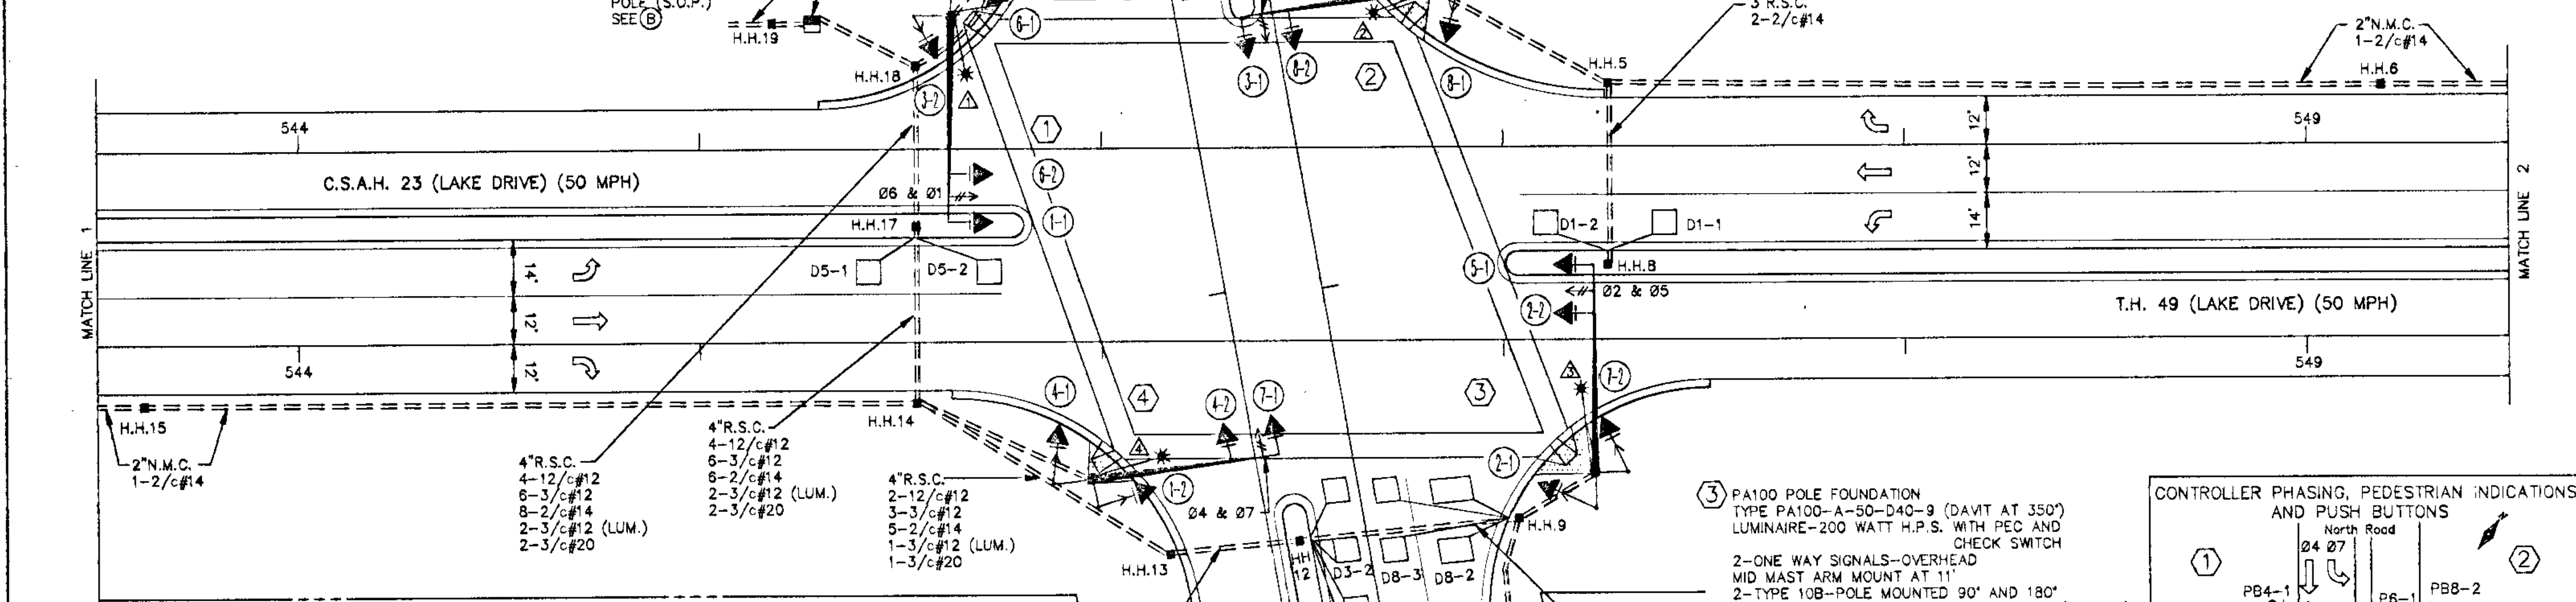 POLE (S.O.P.)
SEE B
H.H.19
H.H.18
6-1
3-2
1
3-1
8-2
2
2
8-1
H.H.5
3"R.S.C.
2-2/c#14
2"N.M.C.
1-2/c#14
H.H.6
544
1
12'
549
C.S.A.H. 23 (LAKE DRIVE) (50 MPH)
6-2
12'
Ø6 & Ø1
1-1
H.H.17
D1-2
D1-1
14'
MATCH LINE 1
MATCH LINE 2
D5-1
D5-2
14'
5-1
H.H.8
Ø2 & Ø5
2-2
T.H. 49 (LAKE DRIVE) (50 MPH)
12'
544
12'
549
3
7-2
4-1
4
4-2
7-1
3
H.H.15
H.H.14
2"N.M.C.
1-2/c#14
4"R.S.C.
4-12/c#12
6-3/c#12
8-2/c#14
2-3/c#12 (LUM.)
2-3/c#20
4"R.S.C.
4-12/c#12
6-3/c#12
6-2/c#14
2-3/c#12 (LUM.)
2-3/c#20
4"R.S.C.
2-12/c#12
3-3/c#12
5-2/c#14
1-3/c#12 (LUM.)
1-3/c#20
4
1-2
2-1
Ø4 & Ø07
H.H.9
H.H.13
HH
12
D3-2
D8-3
D8-2
3 PA100 POLE FOUNDATION
TYPE PA100-A-50-D40-9 (DAVIT AT 350°)
LUMINAIRE-200 WATT H.P.S. WITH PEC AND
CHECK SWITCH
2-ONE WAY SIGNALS-OVERHEAD
MID MAST ARM MOUNT AT 11'
2-TYPE 10B-POLE MOUNTED 90° AND 180°
CONTROLLER PHASING, PEDESTRIAN INDICATIONS
AND PUSH BUTTONS
North Road
Ø4 Ø7
1
2
PB4-1
P6-1
PB8-2